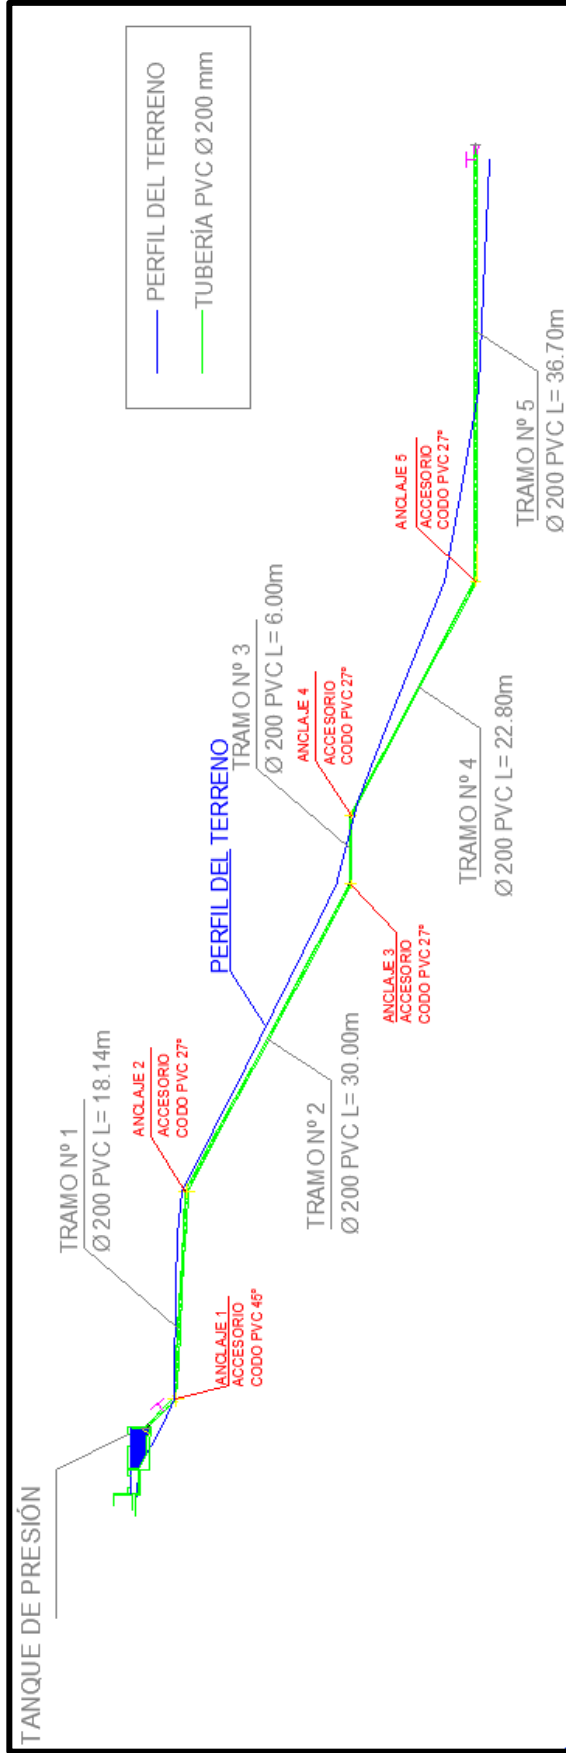 TANQUE DE PRESIÓN
TRAMO Nº 1
Ø 200 PVC L= 18.14m
ANCLAJE 1
ACCESORIO
CODO PVC 45º
ANCLAJE 2
ACCESORIO
CODO PVC 27º
TRAMO Nº 2
Ø 200 PVC L= 30.00m
PERFIL DEL TERRENO
TRAMO Nº 3
Ø 200 PVC L= 6.00m
ANCLAJE 3
ACCESORIO
CODO PVC 27º
ANCLAJE 4
ACCESORIO
CODO PVC 27º
TRAMO Nº 4
Ø 200 PVC L= 22.80m
ANCLAJE 5
ACCESORIO
CODO PVC 27º
TRAMO Nº 5
Ø 200 PVC L= 36.70m
PERFIL DEL TERRENO
TUBERÍA PVC Ø 200 mm